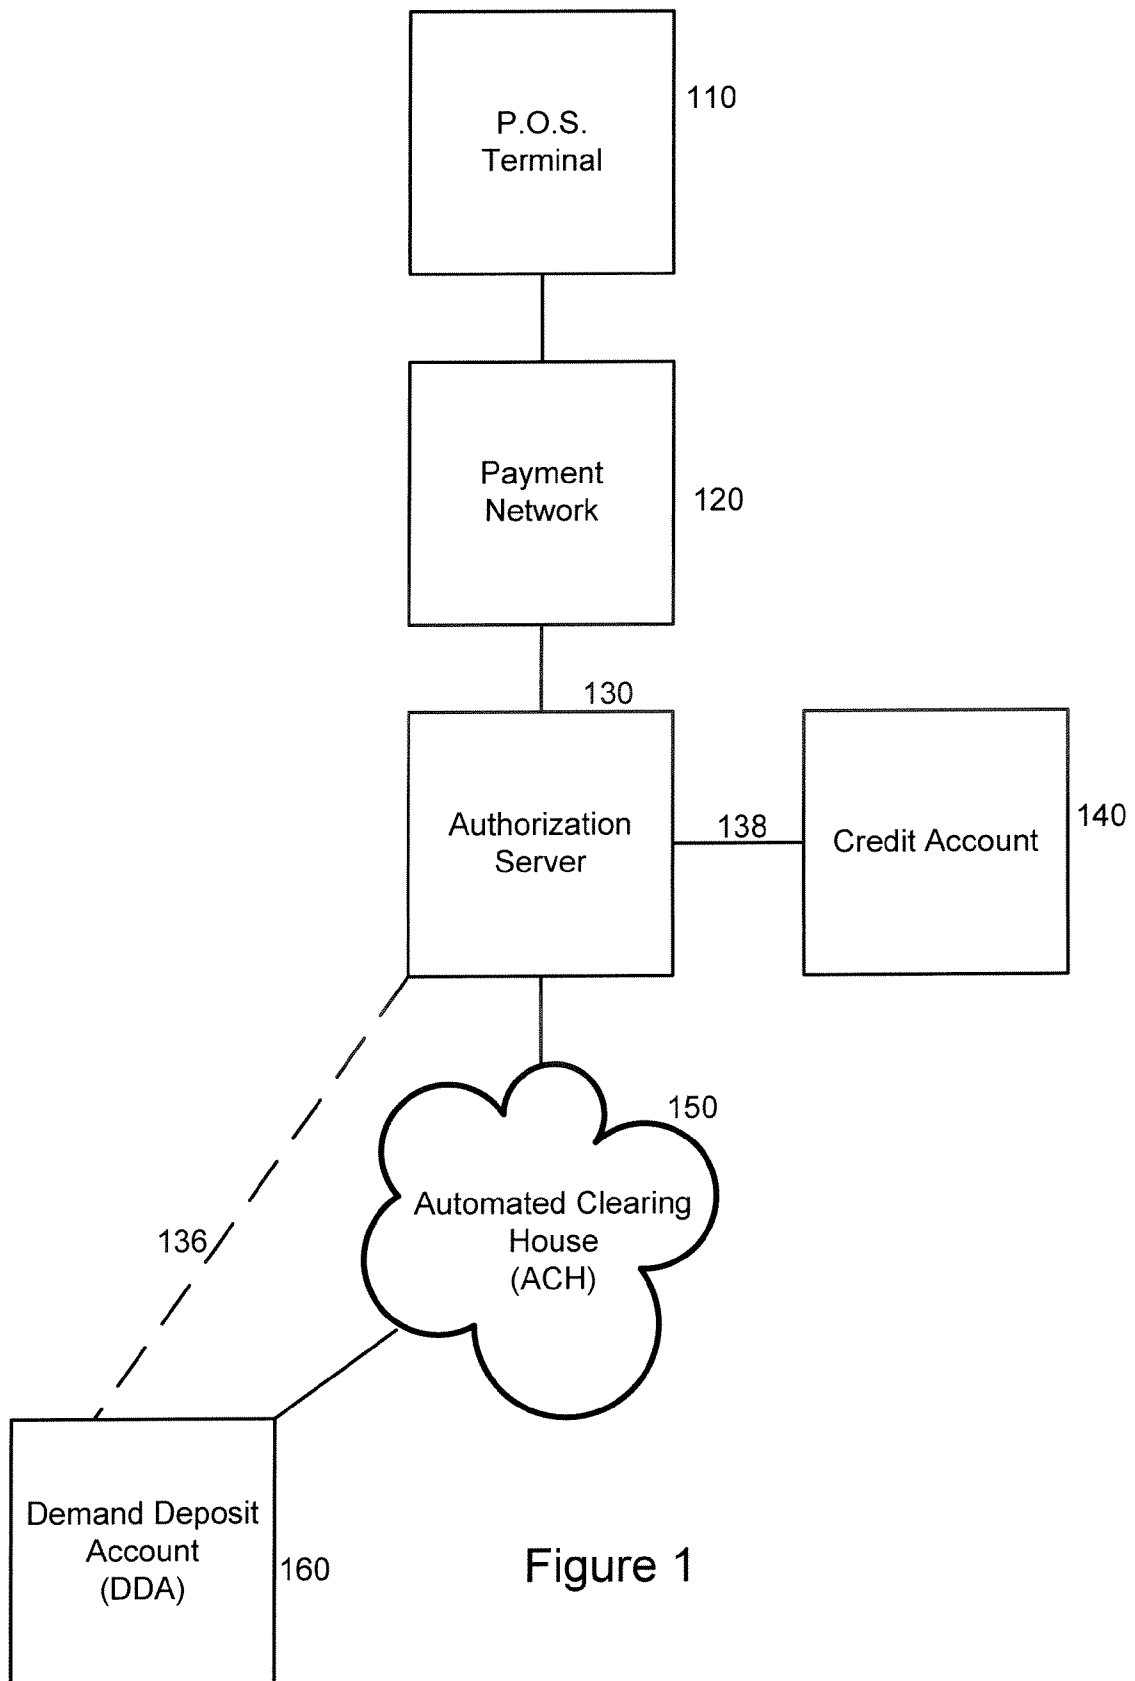 P.O.S.
Terminal
110
Payment
Network
120
130
Authorization
Server
138
Credit Account
140
150
Automated Clearing
House
(ACH)
136
Demand Deposit
Account
(DDA)
160
Figure 1